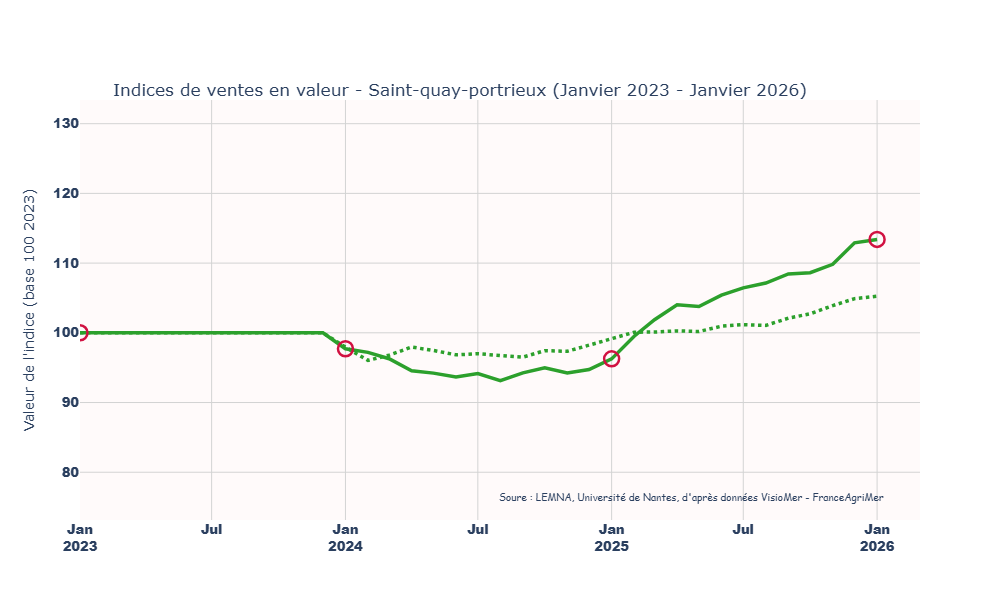 Indices de ventes en valeur - Saint-quay-portrieux (Janvier 2023 - Janvier 2026)
Valeur de l'indice (base 100 2023)
130
120
110
100
90
80
Soure : LEMNA, Université de Nantes, d'après données VisioMer - FranceAgriMer
Jan Jul Jan Jul Jan Jul Jan
2023 2024 2025 2026